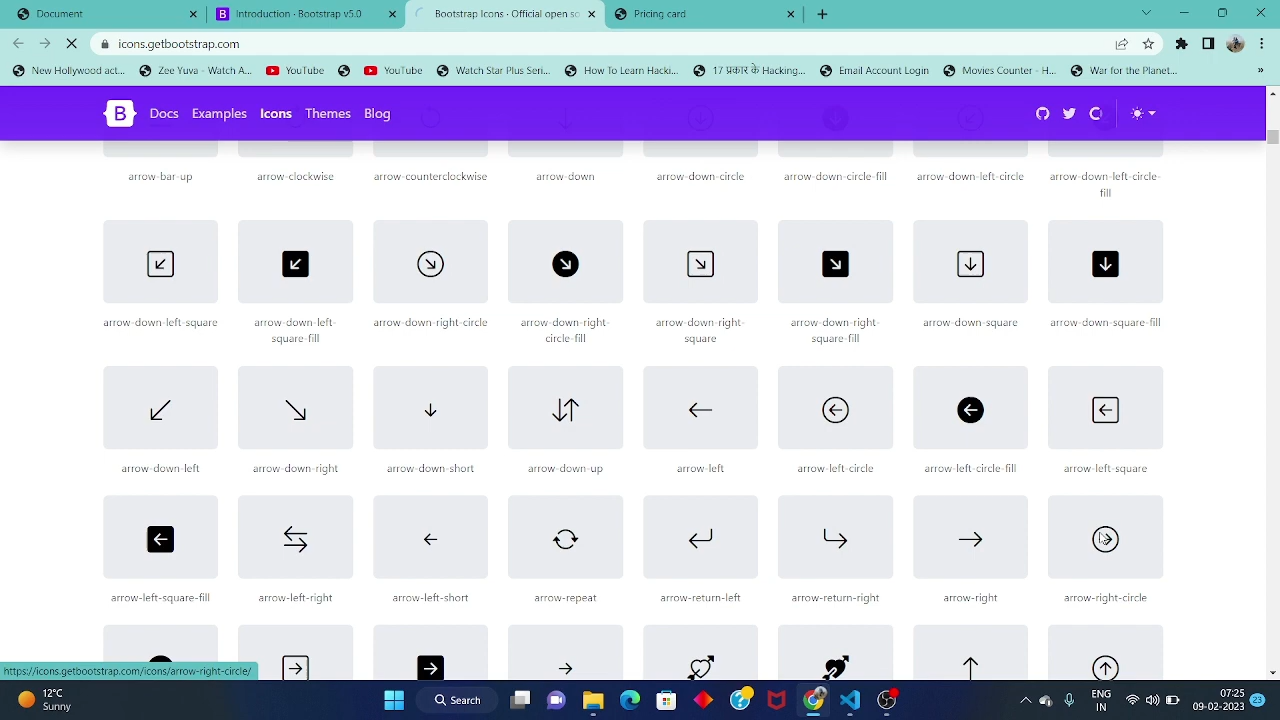 Document
Introduction · Bootstrap v5.0
Bootstrap Icons · Official open so
Pricing card
icons.getbootstrap.com
New Hollywood act...
Zee Yuva - Watch A...
YouTube
YouTube
Watch Star Plus Seri...
How To Learn Hacki...
17 प्रकार के Hacking...
Email Account Login
Movies Counter - H...
War for the Planet...
»
B Docs Examples Icons Themes Blog
arrow-bar-up
arrow-clockwise
arrow-counterclockwise
arrow-down
arrow-down-circle
arrow-down-circle-fill
arrow-down-left-circle
arrow-down-left-circle-
fill
arrow-down-left-square
arrow-down-left-
square-fill
arrow-down-right-circle
arrow-down-right-
circle-fill
arrow-down-right-
square
arrow-down-right-
square-fill
arrow-down-square
arrow-down-square-fill
arrow-down-left
arrow-down-right
arrow-down-short
arrow-down-up
arrow-left
arrow-left-circle
arrow-left-circle-fill
arrow-left-square
arrow-left-square-fill
arrow-left-right
arrow-left-short
arrow-repeat
arrow-return-left
arrow-return-right
arrow-right
arrow-right-circle
https://icons.getbootstrap.com/icons/arrow-right-circle/
12°C
Sunny
Search
ENG
IN
07:25
09-02-2023
23